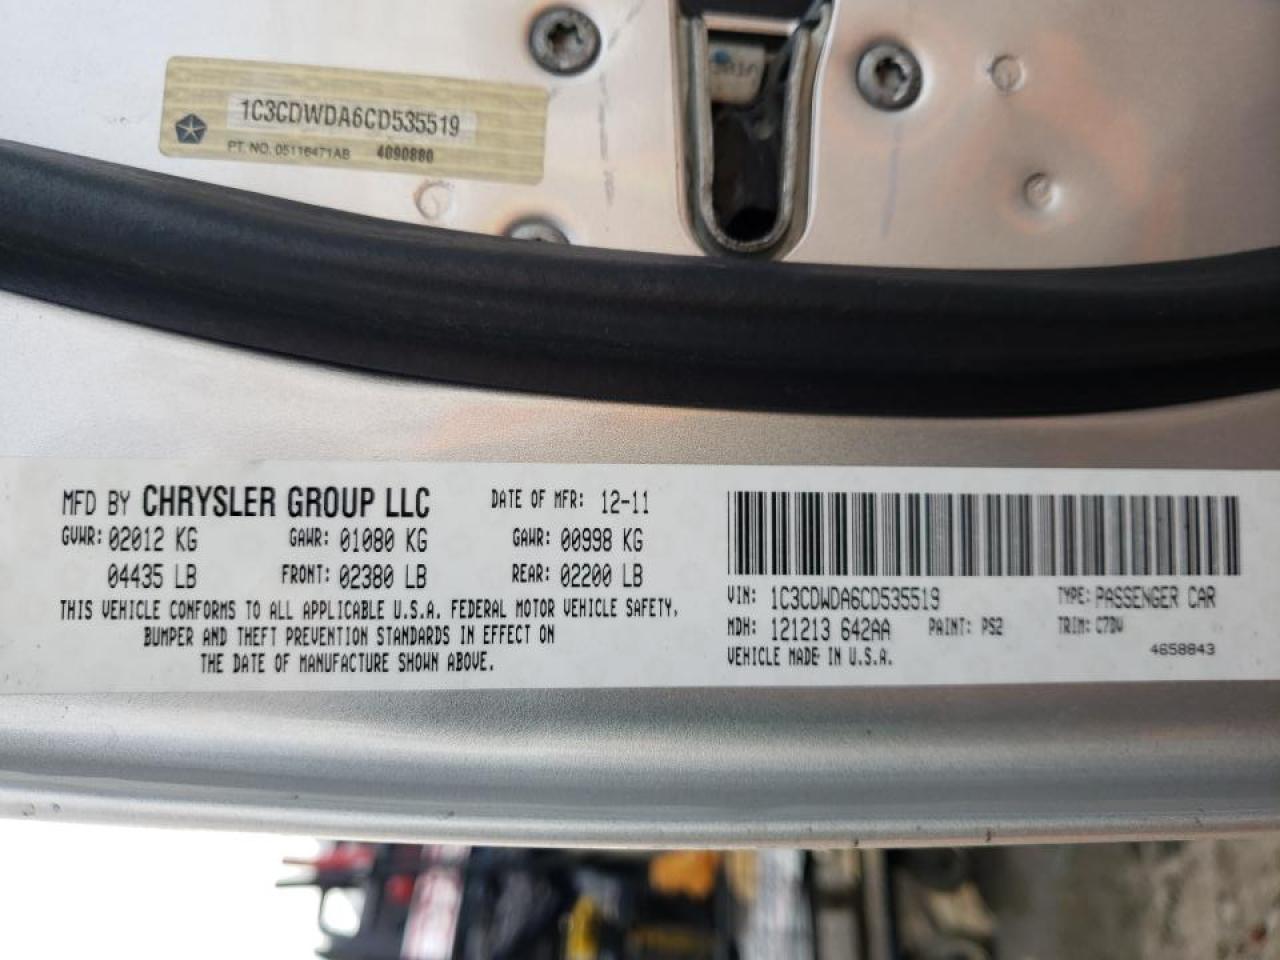 1C3CDWDA6CD535519
PT. NO. 05116471AB 4090880
MFD BY CHRYSLER GROUP LLC DATE OF MFR: 12-11
GVWR: 02012 KG GAWR: 01080 KG GAWR: 00998 KG
04435 LB FRONT: 02380 LB REAR: 02200 LB
THIS VEHICLE CONFORMS TO ALL APPLICABLE U.S.A. FEDERAL MOTOR VEHICLE SAFETY,
BUMPER AND THEFT PREVENTION STANDARDS IN EFFECT ON
THE DATE OF MANUFACTURE SHOWN ABOVE.
VIN: 1C3CDWDA6CD535519 TYPE: PASSENGER CAR
MDH: 121213 642AA PAINT: PS2 TRIM: C7DV
VEHICLE MADE IN U.S.A. 4658843